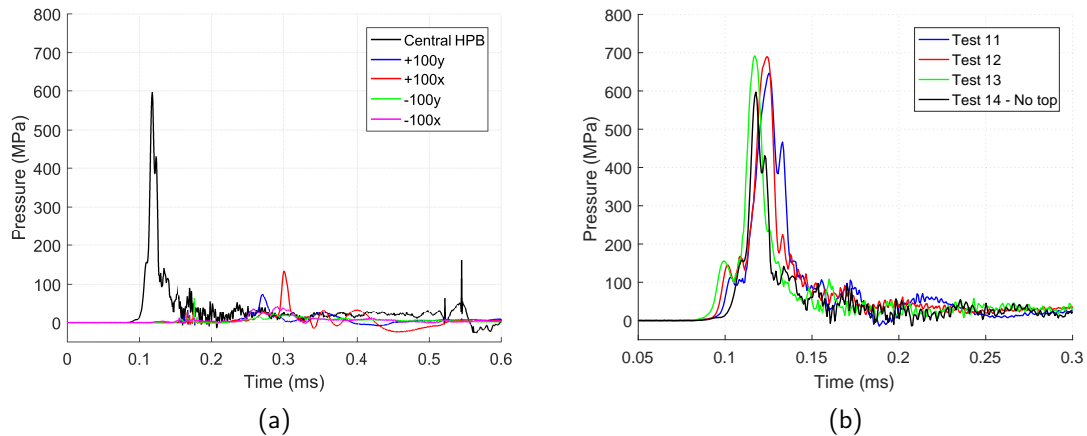 800
700
600
500
400
300
200
100
0
Pressure (MPa)
0
0.1
0.2
0.3
0.4
0.5
0.6
Time (ms)
Central HPB
+100y
+100x
-100y
-100x
(a)
800
700
600
500
400
300
200
100
0
Pressure (MPa)
0.05
0.1
0.15
0.2
0.25
0.3
Time (ms)
Test 11
Test 12
Test 13
Test 14 - No top
(b)